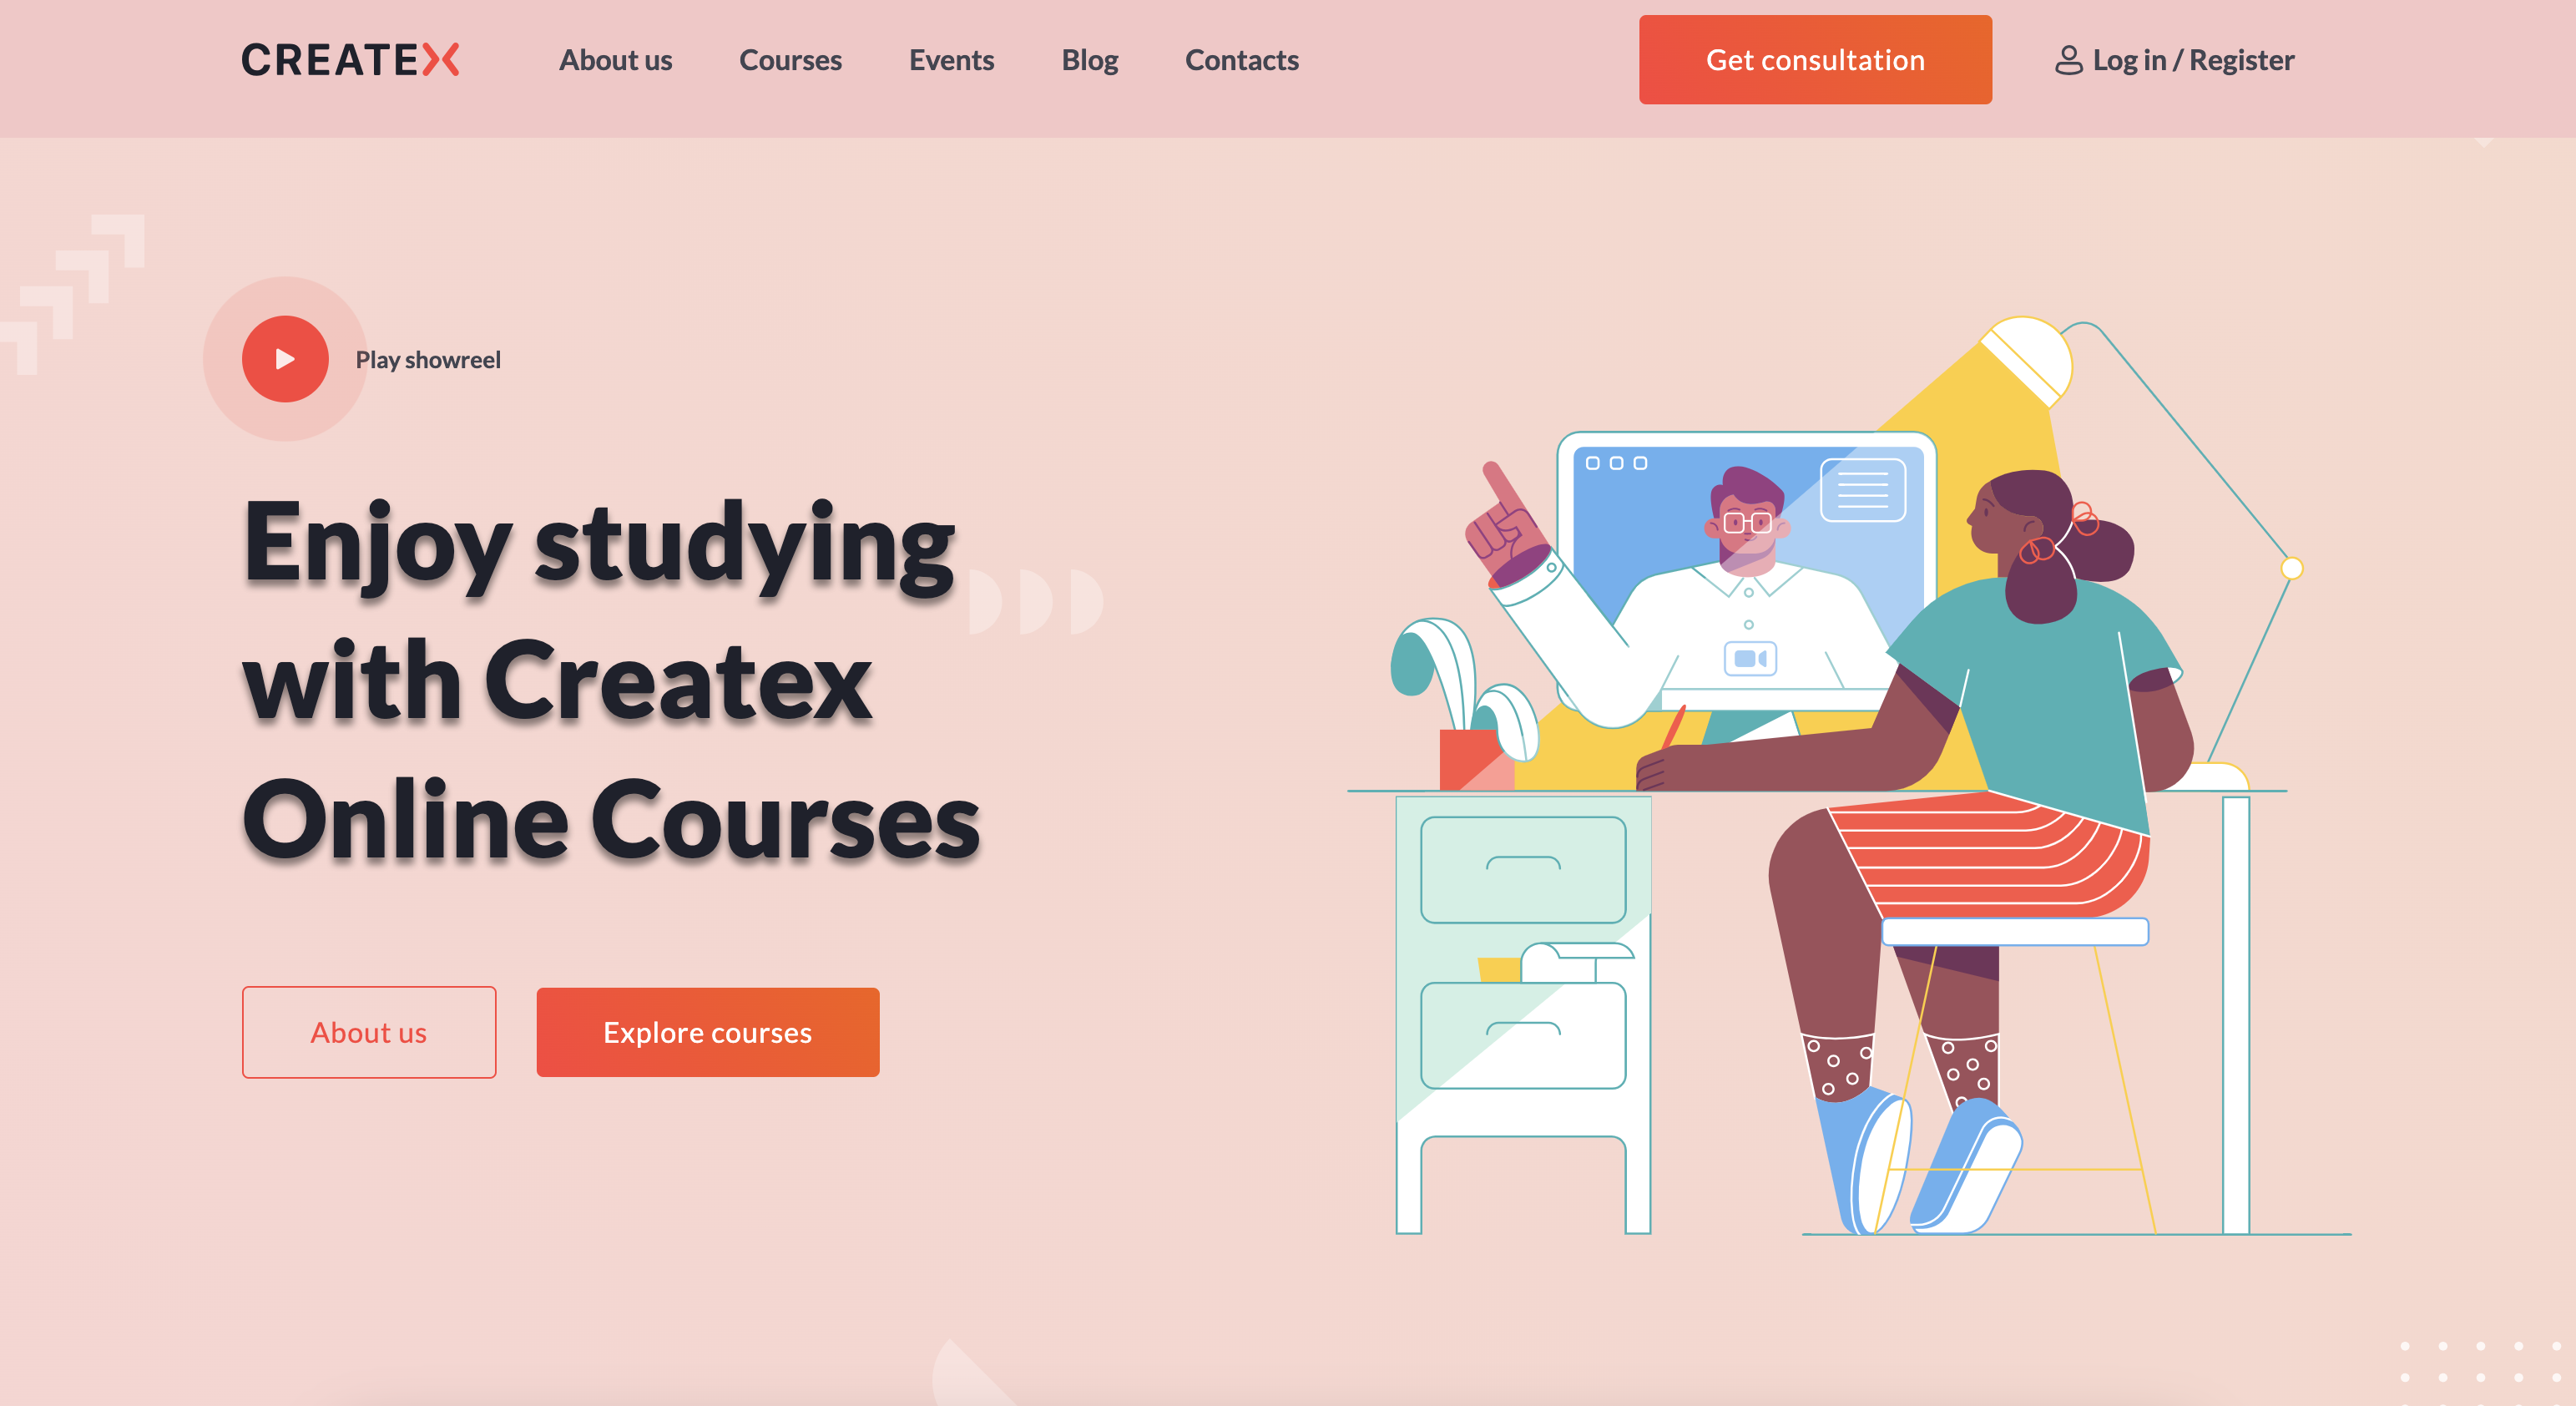 CREATEX
About us
Courses
Events
Blog
Contacts
Get consultation
Log in / Register
Play showreel
Enjoy studying
with Createx
Online Courses
About us
Explore courses